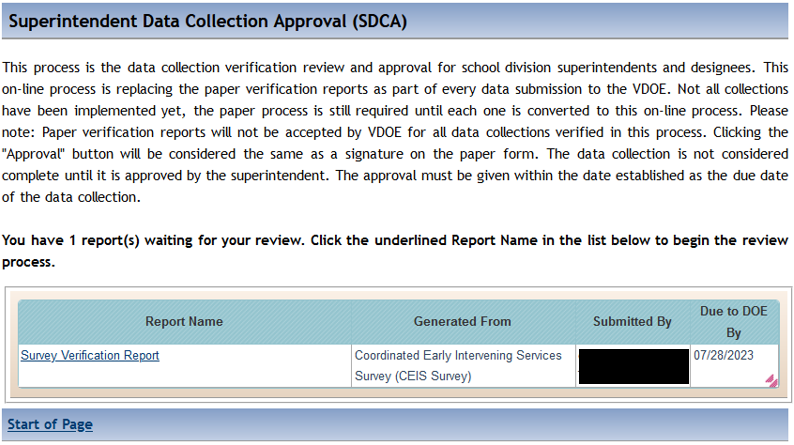 Superintendent Data Collection Approval (SDCA)
This process is the data collection verification review and approval for school division superintendents and designees. This
on-line process is replacing the paper verification reports as part of every data submission to the VDOE. Not all collections
have been implemented yet, the paper process is still required until each one is converted to this on-line process. Please
note: Paper verification reports will not be accepted by VDOE for all data collections verified in this process. Clicking the
"Approval" button will be considered the same as a signature on the paper form. The data collection is not considered
complete until it is approved by the superintendent. The approval must be given within the date established as the due date
of the data collection.
You have 1 report(s) waiting for your review. Click the underlined Report Name in the list below to begin the review
process.
Report Name Generated From Submitted By Due to DOE
By
Survey Verification Report Coordinated Early Intervening Services 07/28/2023
Survey (CEIS Survey)
Start of Page